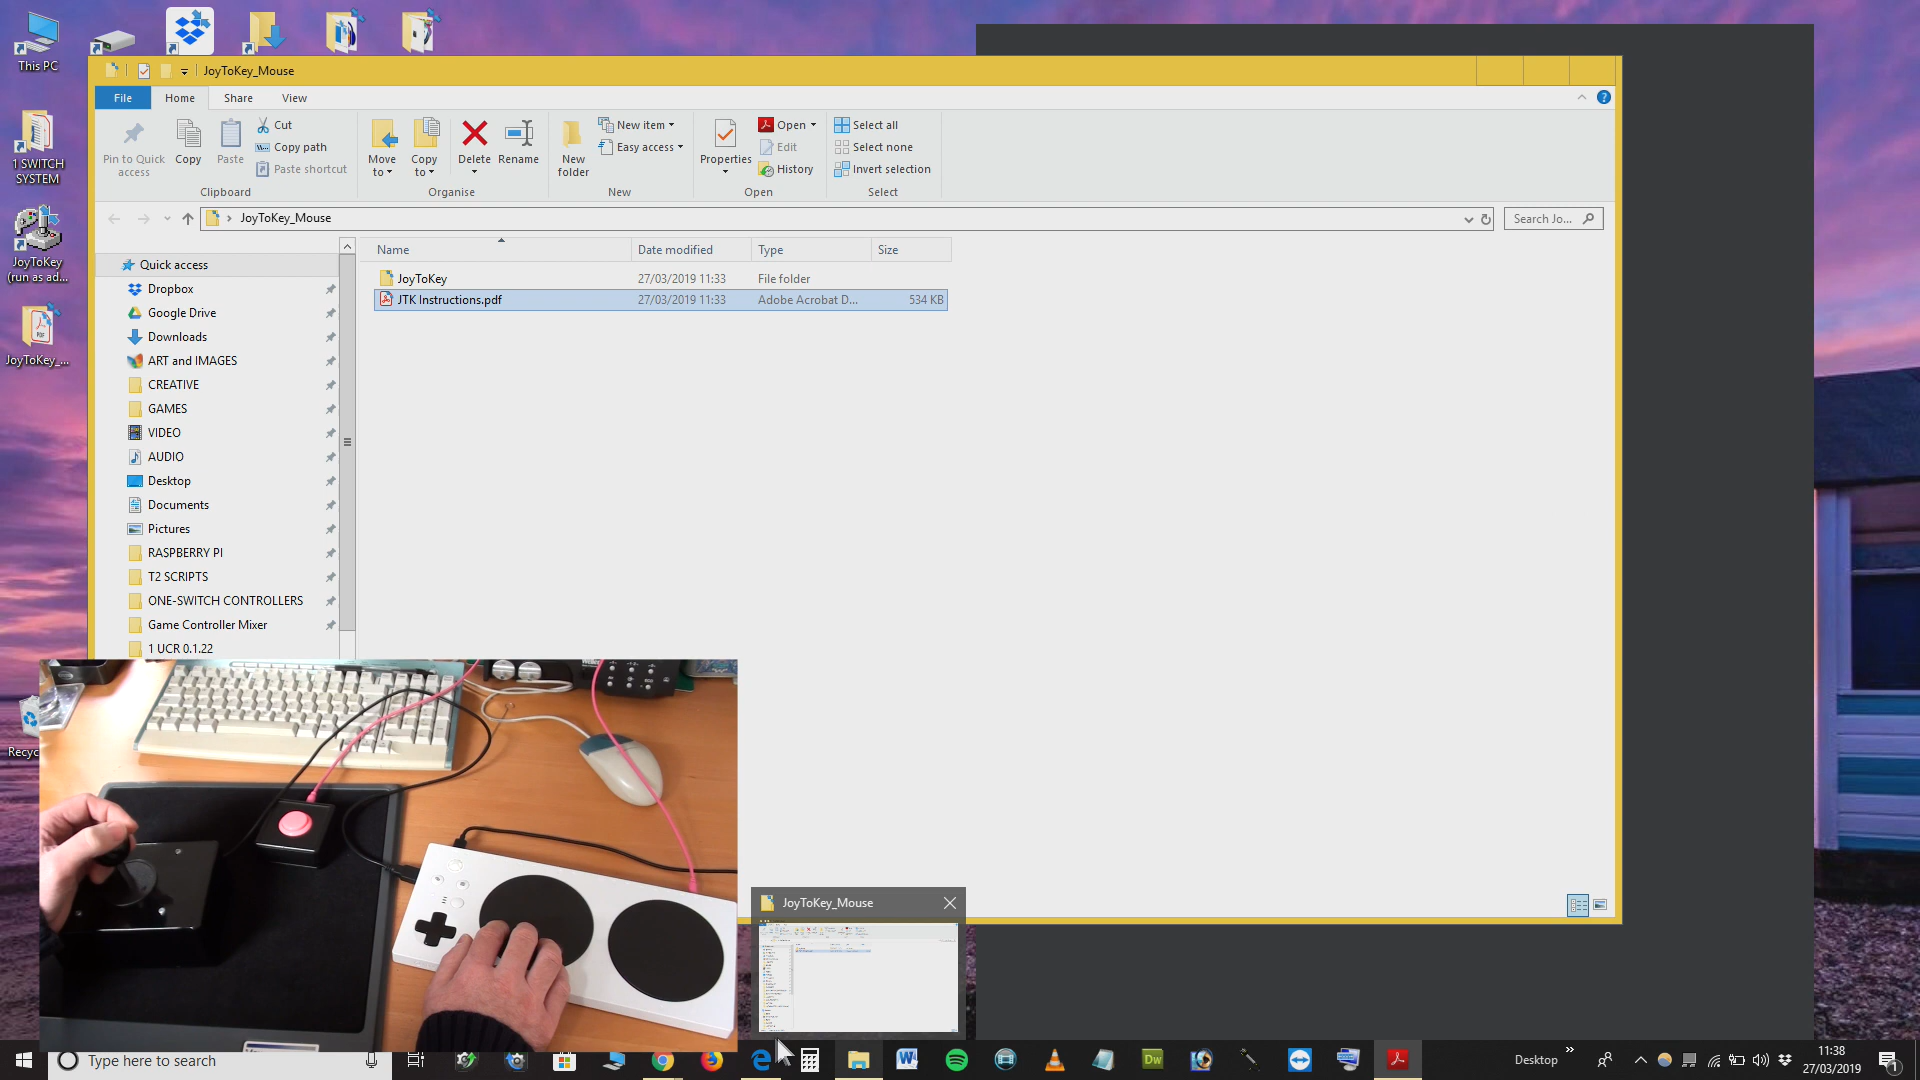 This PC
1 SWITCH
SYSTEM
JoyToKey
(run as ad...
JoyToKey_...
JoyToKey_Mouse
File
Home
Share
View
Pin to Quick
access
Copy
Paste
Cut
Copy path
Paste shortcut
Clipboard
Move
to
Copy
to
Delete
Rename
Organise
New
folder
New item
Easy access
New
Properties
Open
Edit
History
Open
Select all
Select none
Invert selection
Select
JoyToKey_Mouse
Search Jo...
Name
Date modified
Type
Size
JoyToKey
27/03/2019 11:33
File folder
JTK Instructions.pdf
27/03/2019 11:33
Adobe Acrobat D...
534 KB
Quick access
Dropbox
Google Drive
Downloads
ART and IMAGES
CREATIVE
GAMES
VIDEO
AUDIO
Desktop
Documents
Pictures
RASPBERRY PI
T2 SCRIPTS
ONE-SWITCH CONTROLLERS
Game Controller Mixer
1 UCR 0.1.22
JoyToKey_Mouse
Type here to search
Dw
Desktop
11:38
27/03/2019
1